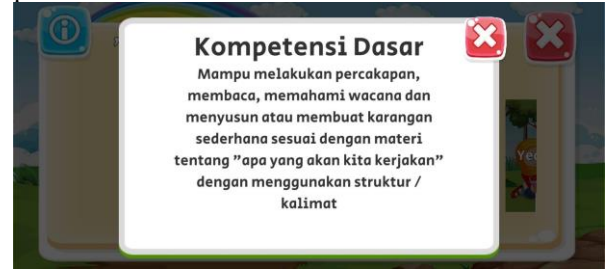 Kompetensi Dasar
Mampu melakukan percakapan,
membaca, memahami wacana dan
menyusun atau membuat karangan
sederhana sesuai dengan materi
tentang ”apa yang akan kita kerjakan”
dengan menggunakan struktur /
kalimat